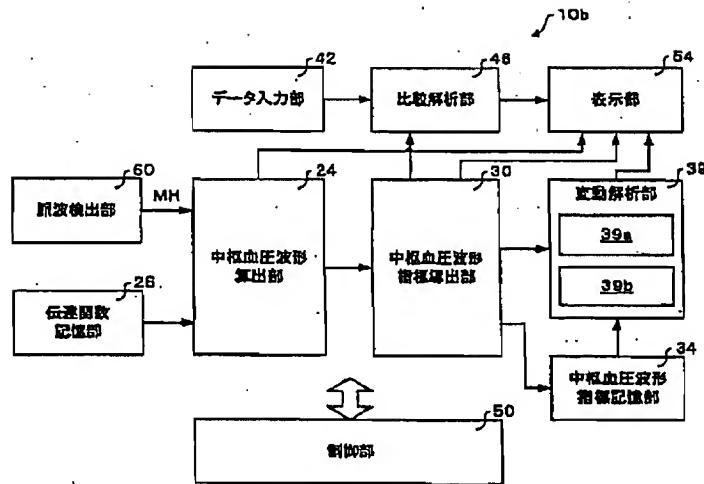 10b
42
データ入力部
46
比較解析部
54
表示部
60
脈波検出部
MH
24
中枢血圧波形
算出部
30
中枢血圧波形
指標算出部
39
変動解析部
39a
39b
26
伝達関数
記憶部
34
中枢血圧波形
指標記憶部
50
制御部